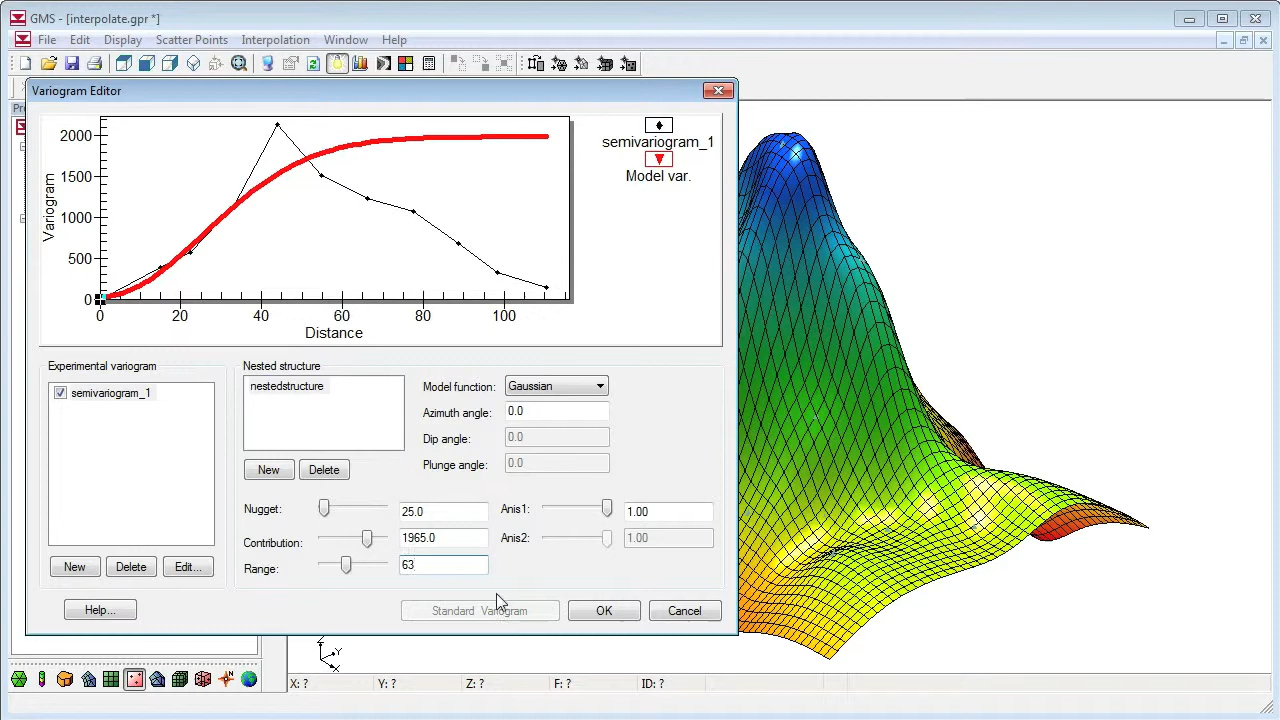 GMS - [interpolate.gpr *]
File Edit Display Scatter Points Interpolation Window Help
Variogram Editor
Pr
2000
1500
1000
500
0
Variogram
0 20 40 60 80 100
Distance
semivariogram_1
Model var.
Experimental variogram
semivariogram_1
New Delete Edit...
Nested structure
nestedstructure
New Delete
Model function: Gaussian
Azimuth angle: 0.0
Dip angle: 0.0
Plunge angle: 0.0
Nugget: 25.0 Anis1: 1.00
Contribution: 1965.0 Anis2: 1.00
Range: 63
Help... Standard Variogram OK Cancel
Z Y X
X: ? Y: ? Z: ? F: ? ID: ?